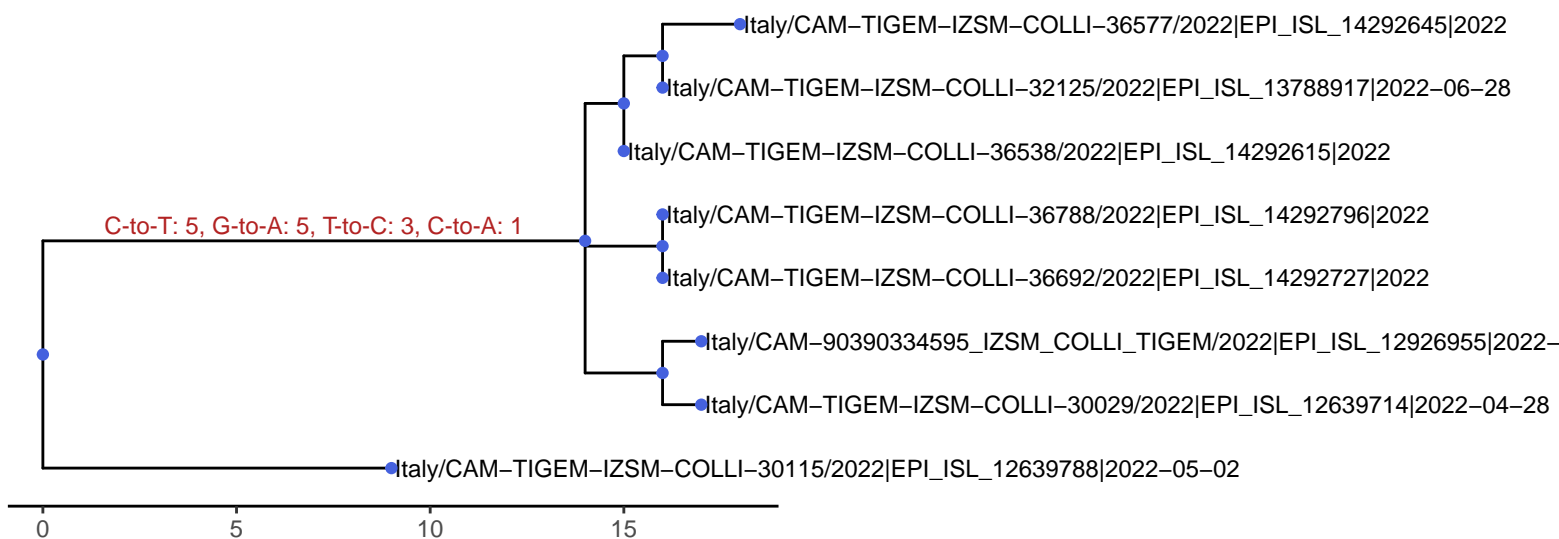 Italy/CAM–TIGEM–IZSM–COLLI–36577/2022|EPI_ISL_14292645|2022
Italy/CAM–TIGEM–IZSM–COLLI–32125/2022|EPI_ISL_13788917|2022–06–28
Italy/CAM–TIGEM–IZSM–COLLI–36538/2022|EPI_ISL_14292615|2022
Italy/CAM–TIGEM–IZSM–COLLI–36788/2022|EPI_ISL_14292796|2022
C-to-T: 5, G-to-A: 5, T-to-C: 3, C-to-A: 1
Italy/CAM–TIGEM–IZSM–COLLI–36692/2022|EPI_ISL_14292727|2022
Italy/CAM–90390334595_IZSM_COLLI_TIGEM/2022|EPI_ISL_12926955|2022–
Italy/CAM–TIGEM–IZSM–COLLI–30029/2022|EPI_ISL_12639714|2022–04–28
Italy/CAM–TIGEM–IZSM–COLLI–30115/2022|EPI_ISL_12639788|2022–05–02
0 5 10 15